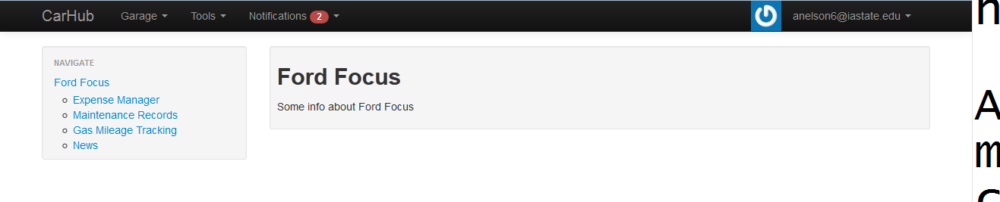 CarHub Garage Tools Notifications 2 anelson6@iastate.edu
NAVIGATE
Ford Focus
Expense Manager
Maintenance Records
Gas Mileage Tracking
News
Ford Focus
Some info about Ford Focus
h
A
m